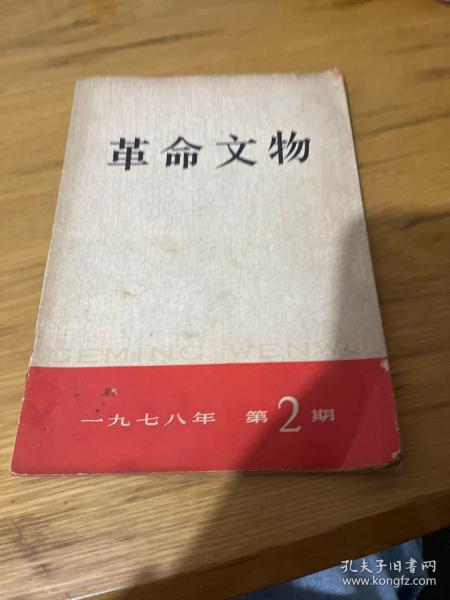 革命文物
GEMING WENWU
一九七八年 第2期
孔夫子旧书网
www.kongfz.com